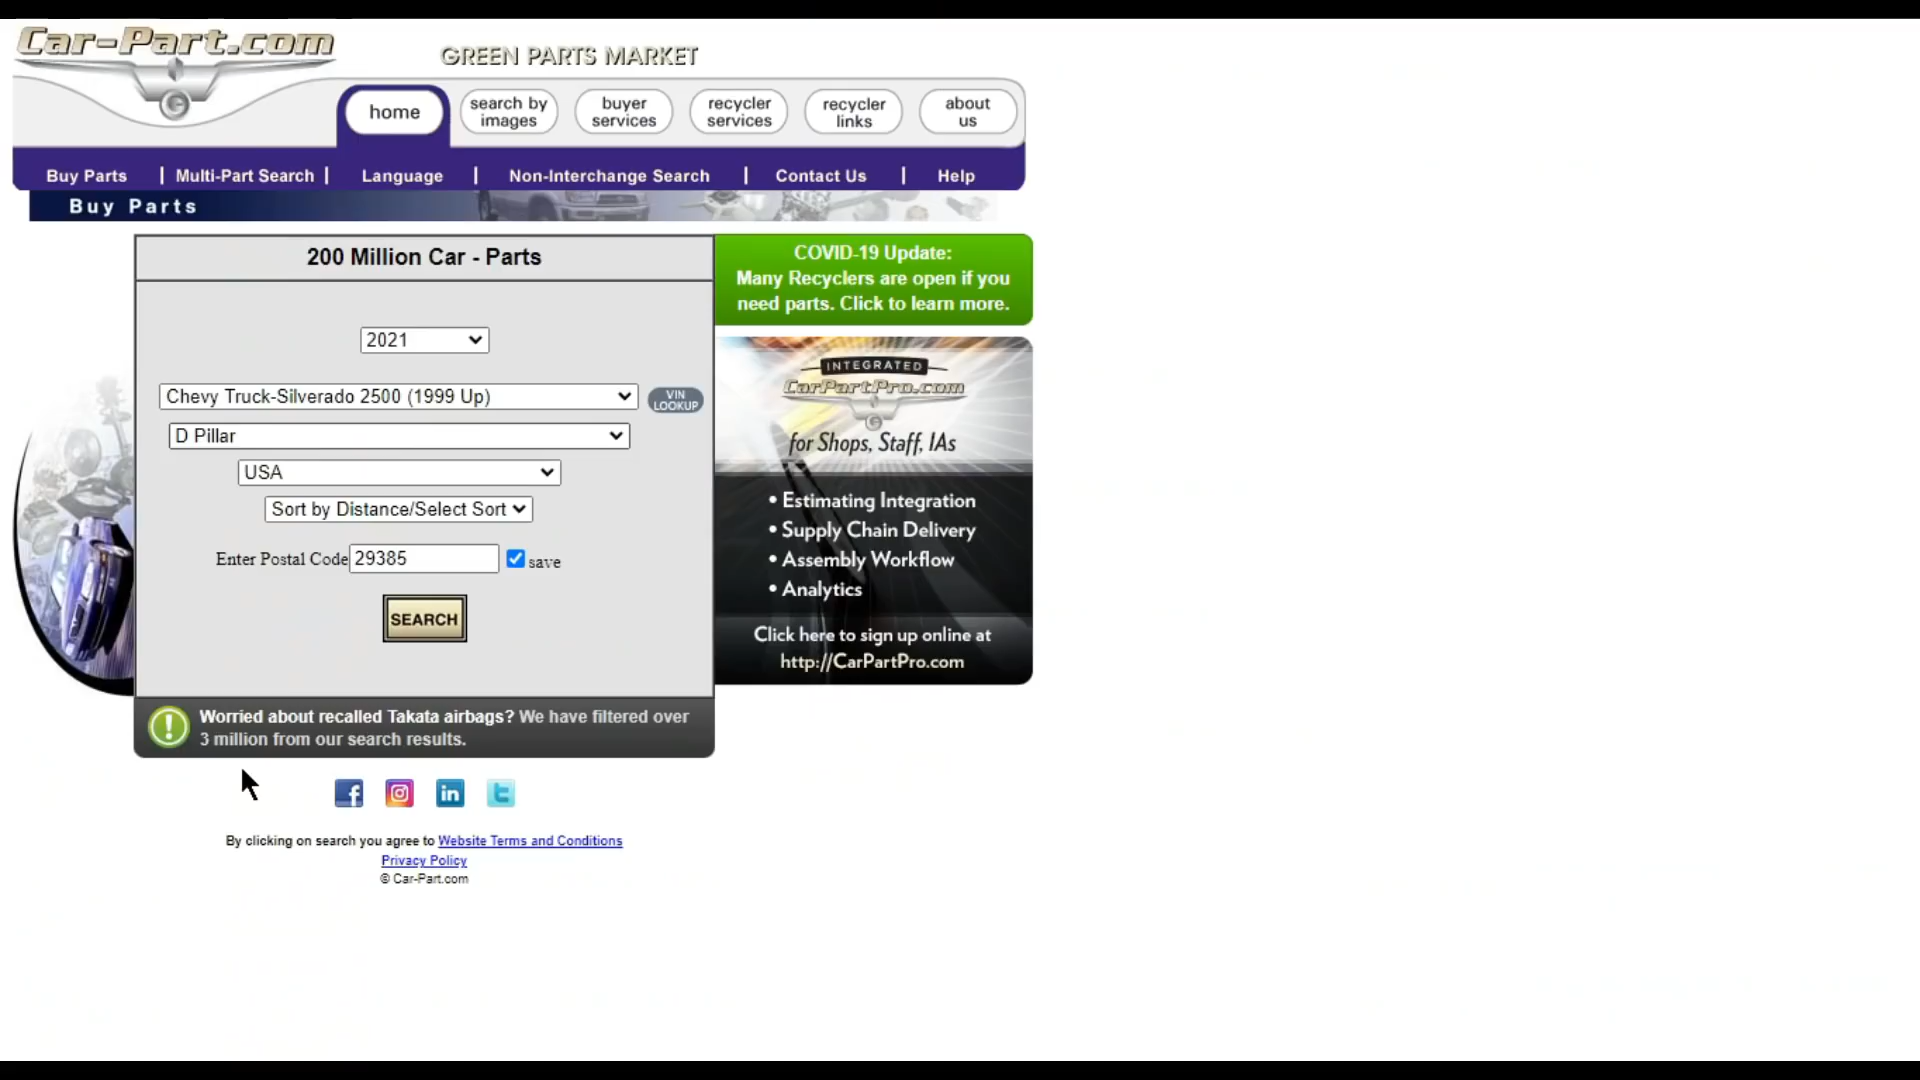 Car-Part.com
GREEN PARTS MARKET
home
search by
images
buyer
services
recycler
services
recycler
links
about
us
Buy Parts | Multi-Part Search | Language | Non-Interchange Search | Contact Us | Help
Buy Parts
200 Million Car - Parts
2021
Chevy Truck-Silverado 2500 (1999 Up)
VIN
LOOKUP
D Pillar
USA
Sort by Distance/Select Sort
Enter Postal Code 29385 save
SEARCH
Worried about recalled Takata airbags? We have filtered over
3 million from our search results.
COVID-19 Update:
Many Recyclers are open if you
need parts. Click to learn more.
INTEGRATED
CarPartPro.com
for Shops, Staff, IAs
• Estimating Integration
• Supply Chain Delivery
• Assembly Workflow
• Analytics
Click here to sign up online at
http://CarPartPro.com
By clicking on search you agree to Website Terms and Conditions
Privacy Policy
© Car-Part.com